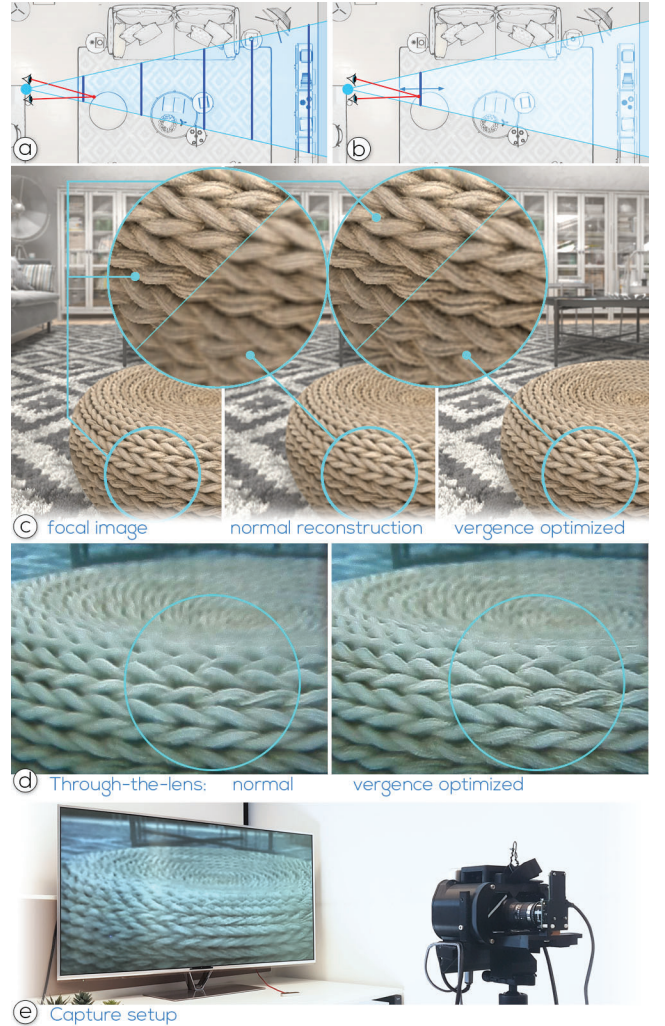 a
b
c focal image normal reconstruction vergence optimized
d Through-the-lens: normal vergence optimized
e Capture setup